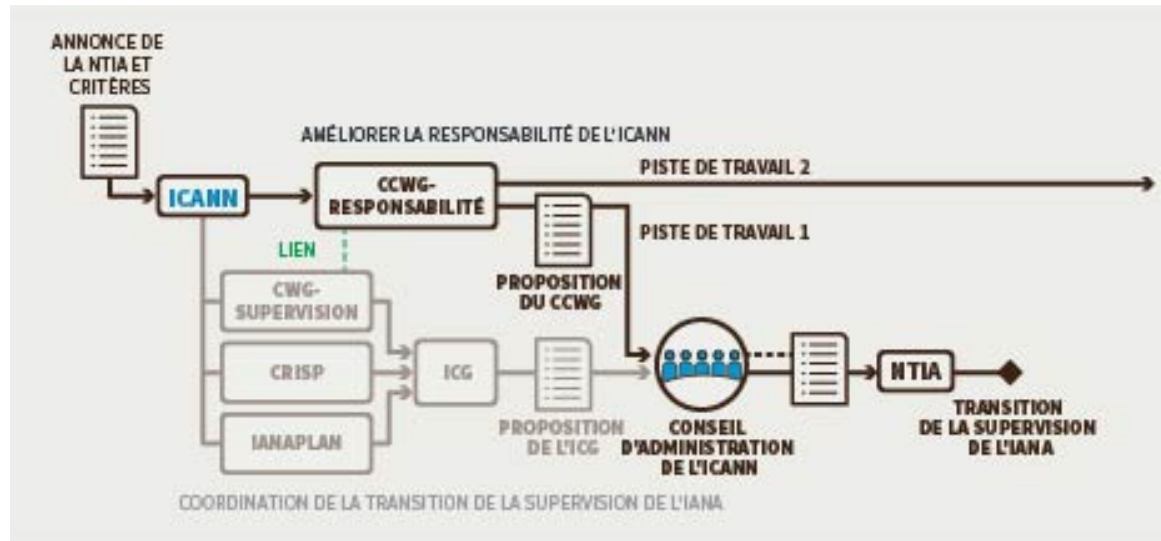 ANNONCE DE
LA NTIA ET
CRITÈRES
AMÉLIORER LA RESPONSABILITÉ DE L'ICANN
ICANN
CCWG-
RESPONSABILITÉ
PISTE DE TRAVAIL 2
PISTE DE TRAVAIL 1
LIEN
PROPOSITION
DU CCWG
CWG-
SUPERVISION
CRISP
ICG
IANAPLAN
PROPOSITION
DE L'ICG
CONSEIL
D'ADMINISTRATION
DE L'ICANN
NTIA
TRANSITION
DE LA SUPERVISION
DE L'IANA
COORDINATION DE LA TRANSITION DE LA SUPERVISION DE L'IANA